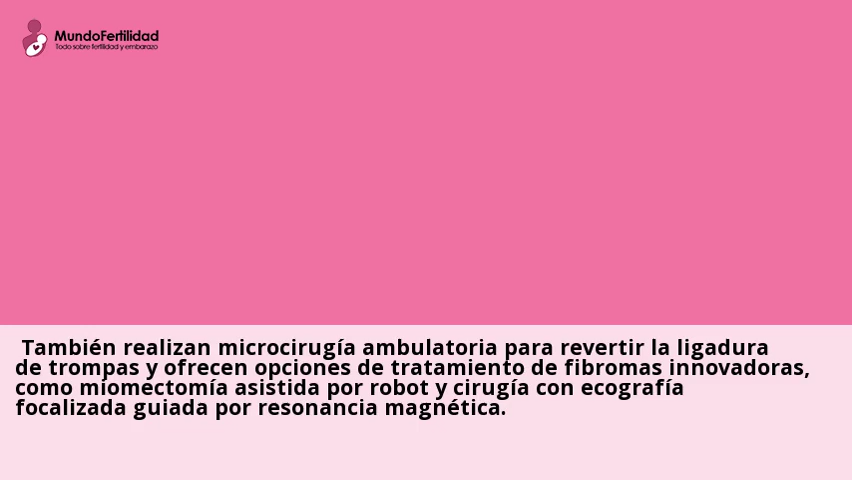 MundoFertilidad
Todo sobre fertilidad y embarazo
También realizan microcirugía ambulatoria para revertir la ligadura
de trompas y ofrecen opciones de tratamiento de fibromas innovadoras,
como miomectomía asistida por robot y cirugía con ecografía
focalizada guiada por resonancia magnética.